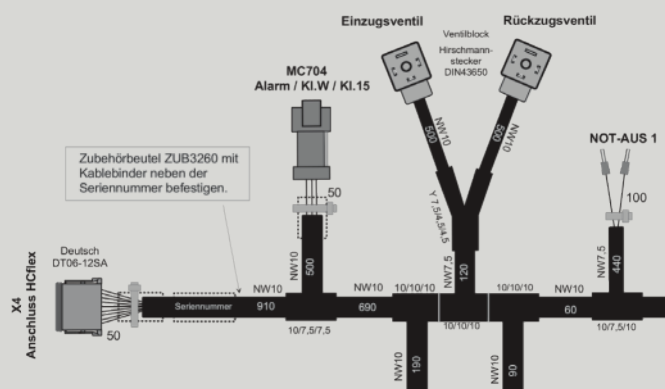 Einzugsventil
Rückzugsventil
Ventilblock
Hirschmann-
stecker
DIN43650
MC704
Alarm / Kl.W / Kl.15
NOT-AUS 1
Zubehörbeutel ZUB3260 mit
Kablebinder neben der
Seriennummer befestigen.
50
500
NW10
500
NW10
100
Y 7,5/4,5/4,5
Deutsch
DT06-12SA
X4
Anschluss HCflex
50
NW10
500
NW7,5
120
NW7,5
440
Seriennummer
NW10
910
NW10
690
10/10/10
10/10/10
NW10
60
10/7,5/7,5
10/10/10
10/7,5/10
NW10
190
NW10
90